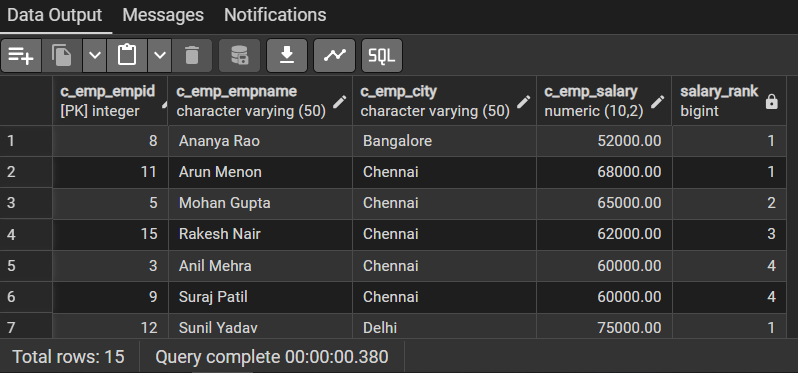 Data Output Messages Notifications
SQL
c_emp_empid c_emp_empname c_emp_city c_emp_salary salary_rank
[PK] integer character varying (50) character varying (50) numeric (10,2) bigint
1 8 Ananya Rao Bangalore 52000.00 1
2 11 Arun Menon Chennai 68000.00 1
3 5 Mohan Gupta Chennai 65000.00 2
4 15 Rakesh Nair Chennai 62000.00 3
5 3 Anil Mehra Chennai 60000.00 4
6 9 Suraj Patil Chennai 60000.00 4
7 12 Sunil Yadav Delhi 75000.00 1
Total rows: 15 Query complete 00:00:00.380